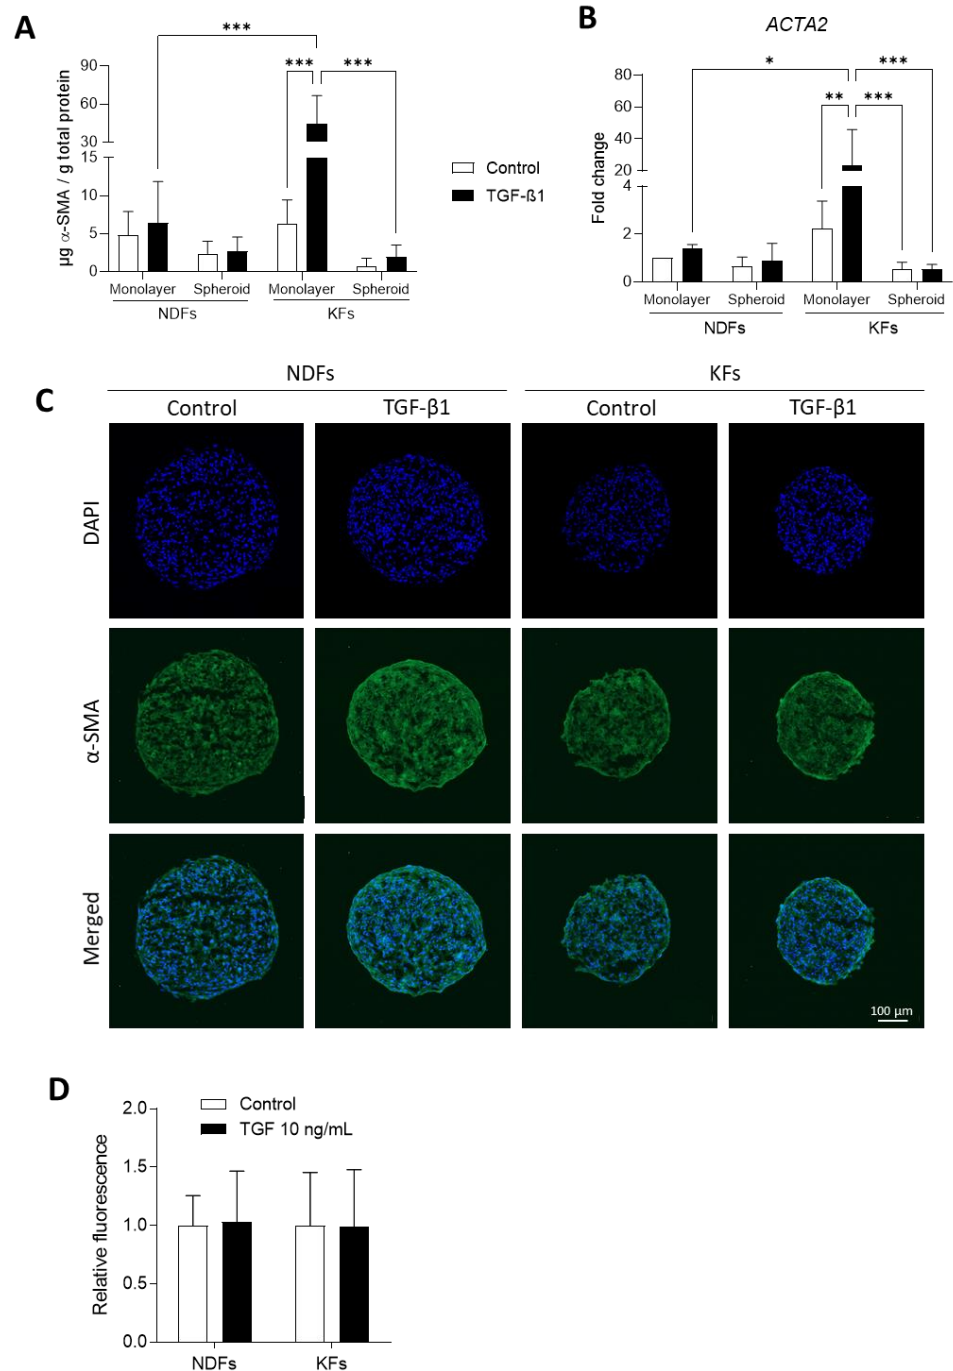 A
***
***
***
µg α-SMA / g total protein
90
60
30
15
10
5
0
Monolayer
Spheroid
Monolayer
Spheroid
NDFs
KFs
Control
TGF-ß1
B
ACTA2
*
***
**
***
Fold change
80
60
40
20
4
2
0
Monolayer
Spheroid
Monolayer
Spheroid
NDFs
KFs
C
NDFs
KFs
Control
TGF-β1
Control
TGF-β1
DAPI
α-SMA
Merged
100 µm
D
Control
TGF 10 ng/mL
Relative fluorescence
2.0
1.5
1.0
0.5
0.0
NDFs
KFs